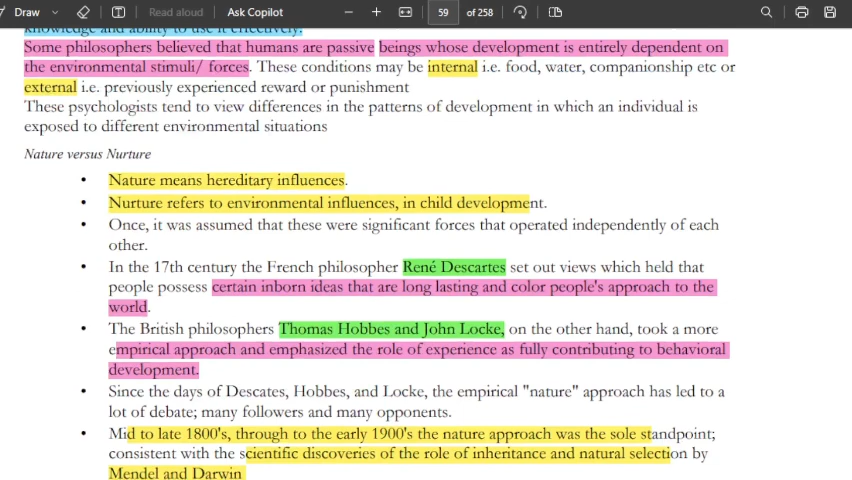 Draw
Read aloud
Ask Copilot
59 of 258
knowledge and ability to use it effectively.
Some philosophers believed that humans are passive beings whose development is entirely dependent on
the environmental stimuli/ forces. These conditions may be internal i.e. food, water, companionship etc or
external i.e. previously experienced reward or punishment
These psychologists tend to view differences in the patterns of development in which an individual is
exposed to different environmental situations
Nature versus Nurture
• Nature means hereditary influences.
• Nurture refers to environmental influences, in child development.
• Once, it was assumed that these were significant forces that operated independently of each
other.
• In the 17th century the French philosopher René Descartes set out views which held that
people possess certain inborn ideas that are long lasting and color people's approach to the
world.
• The British philosophers Thomas Hobbes and John Locke, on the other hand, took a more
empirical approach and emphasized the role of experience as fully contributing to behavioral
development.
• Since the days of Descates, Hobbes, and Locke, the empirical "nature" approach has led to a
lot of debate; many followers and many opponents.
• Mid to late 1800's, through to the early 1900's the nature approach was the sole standpoint;
consistent with the scientific discoveries of the role of inheritance and natural selection by
Mendel and Darwin